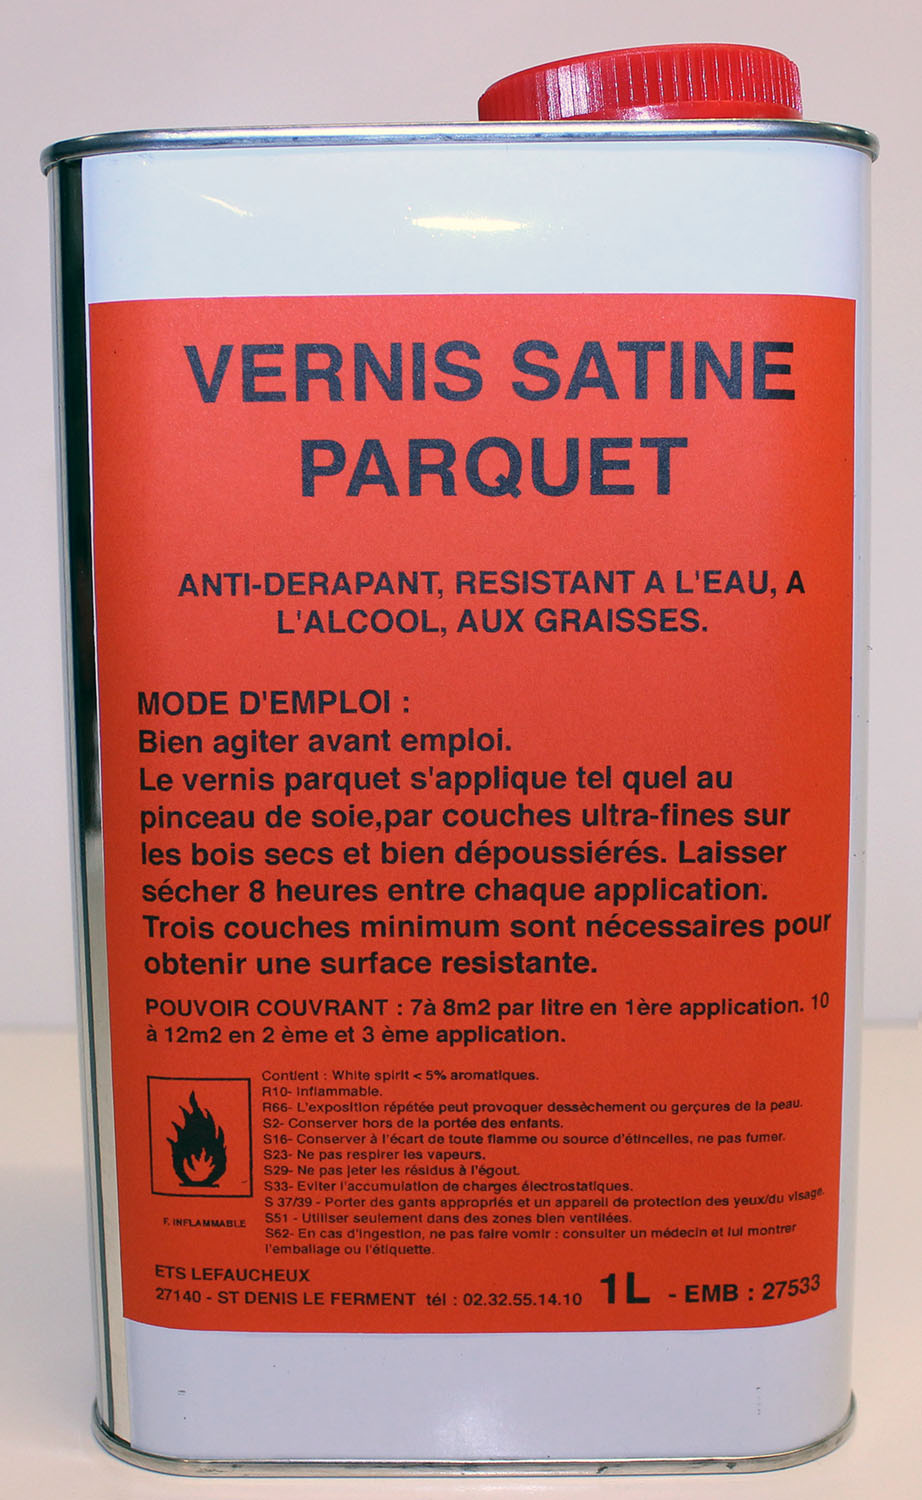 VERNIS SATINE
PARQUET
ANTI-DERAPANT, RESISTANT A L'EAU, A
L'ALCOOL, AUX GRAISSES.
MODE D'EMPLOI :
Bien agiter avant emploi.
Le vernis parquet s'applique tel quel au
pinceau de soie,par couches ultra-fines sur
les bois secs et bien dépoussiérés. Laisser
sécher 8 heures entre chaque application.
Trois couches minimum sont nécessaires pour
obtenir une surface resistante.
POUVOIR COUVRANT : 7à 8m2 par litre en 1ère application. 10
à 12m2 en 2 ème et 3 ème application.
Contient : White spirit < 5% aromatiques.
R10- Inflammable.
R66- L'exposition répétée peut provoquer dessèchement ou gerçures de la peau.
S2- Conserver hors de la portée des enfants.
S16- Conserver à l'écart de toute flamme ou source d'étincelles, ne pas fumer.
S23- Ne pas respirer les vapeurs.
S29- Ne pas jeter les résidus à l'égout.
S33- Eviter l'accumulation de charges électrostatiques.
S 37/39 - Porter des gants appropriés et un appareil de protection des yeux/du visage.
S51 - Utiliser seulement dans des zones bien ventilées.
S62- En cas d'ingestion, ne pas faire vomir : consulter un médecin et lui montrer
l'emballage ou l'étiquette.
F. INFLAMMABLE
ETS LEFAUCHEUX
27140 - ST DENIS LE FERMENT tél : 02.32.55.14.10 1L - EMB : 27533